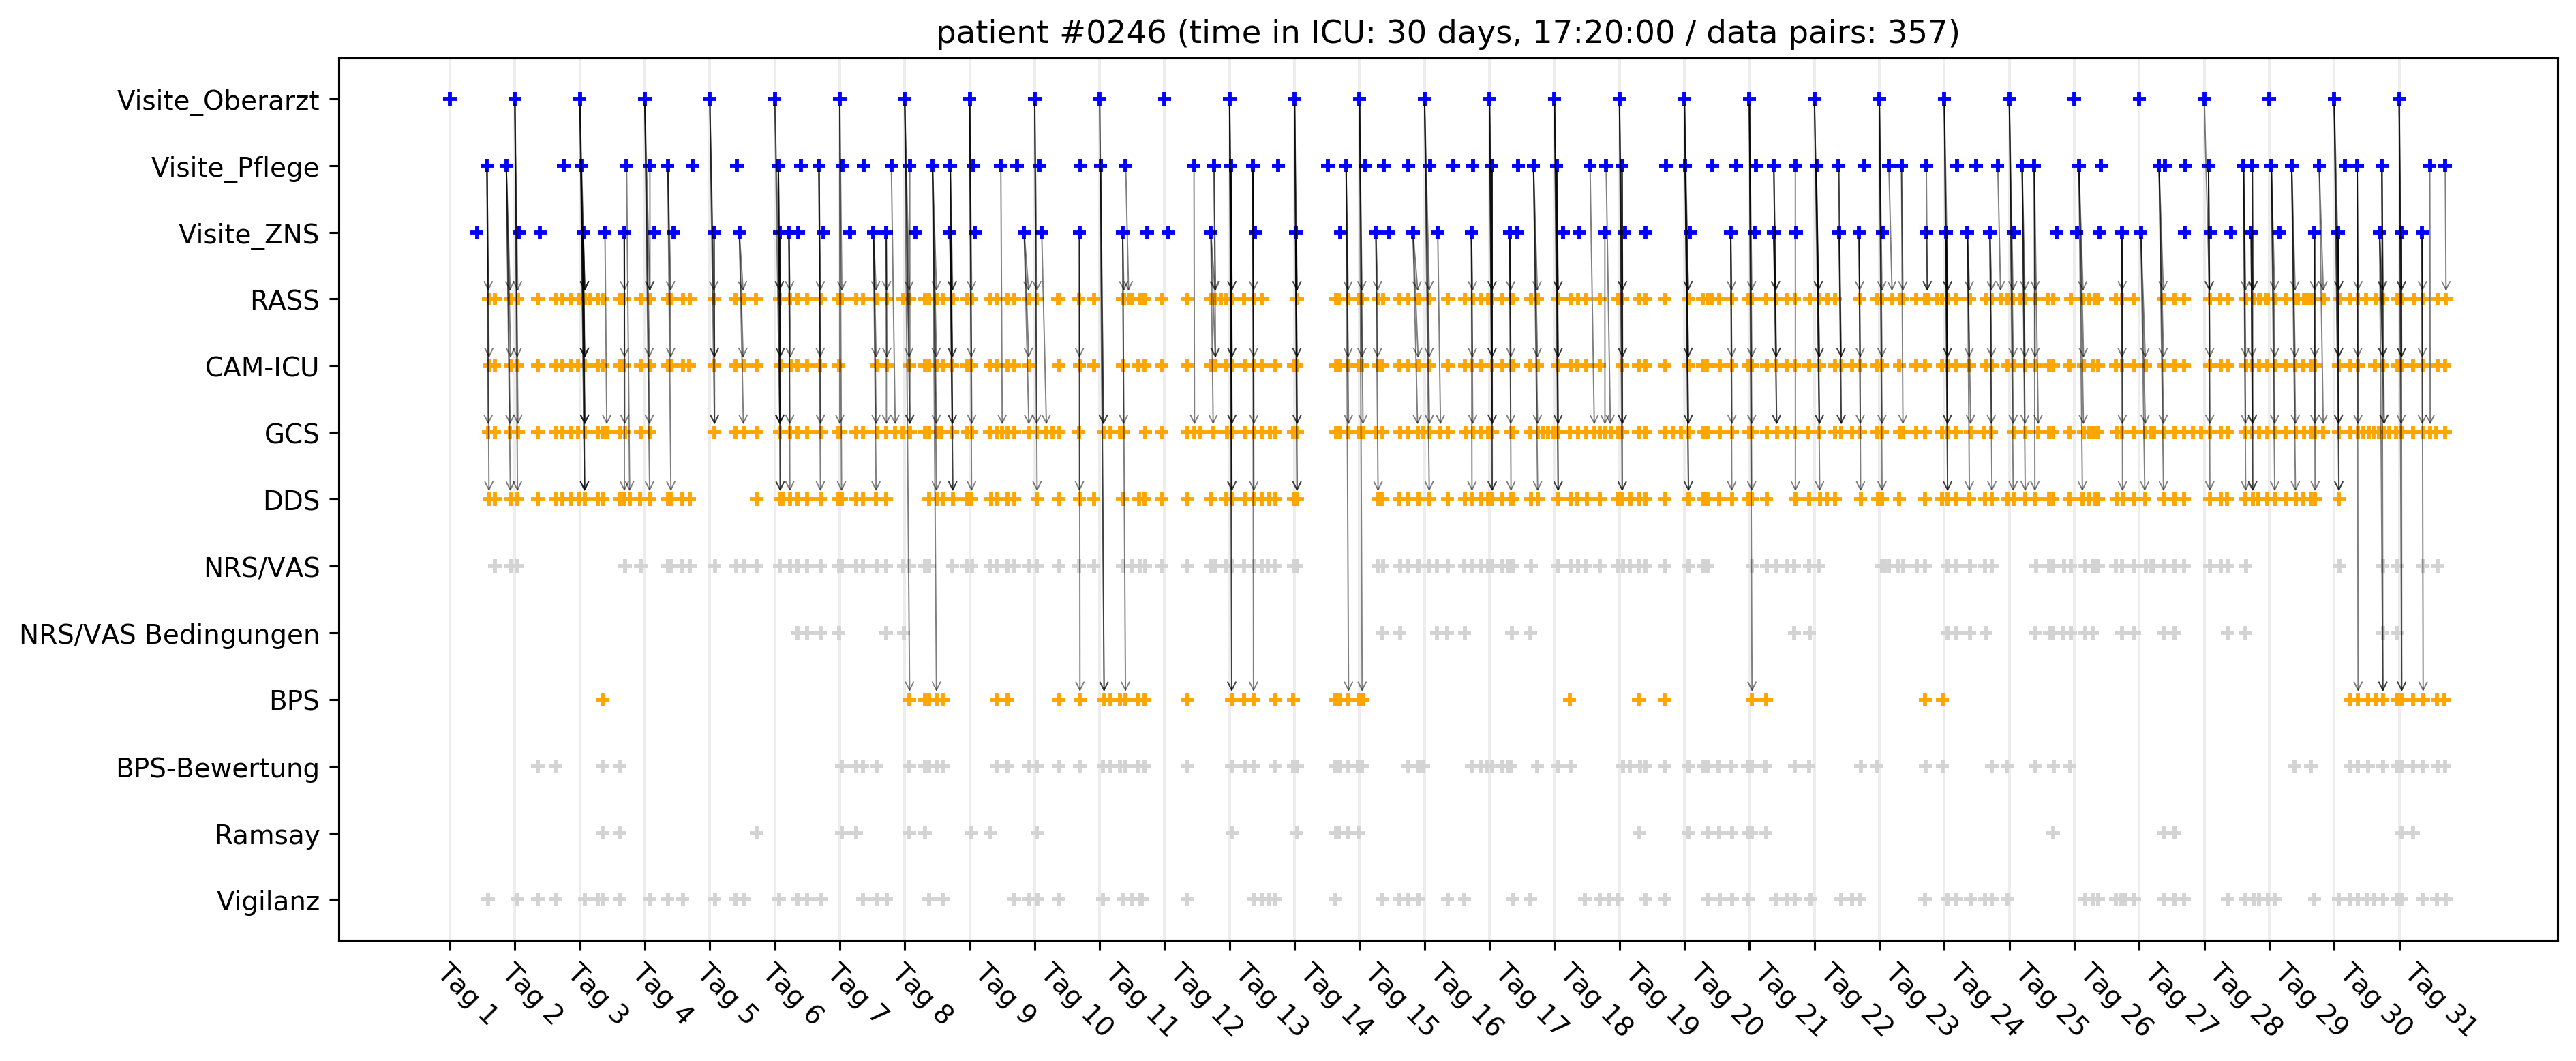 patient #0246 (time in ICU: 30 days, 17:20:00 / data pairs: 357)
Visite_Oberarzt
Visite_Pflege
Visite_ZNS
RASS
CAM-ICU
GCS
DDS
NRS/VAS
NRS/VAS Bedingungen
BPS
BPS-Bewertung
Ramsay
Vigilanz
Tag 1
Tag 2
Tag 3
Tag 4
Tag 5
Tag 6
Tag 7
Tag 8
Tag 9
Tag 10
Tag 11
Tag 12
Tag 13
Tag 14
Tag 15
Tag 16
Tag 17
Tag 18
Tag 19
Tag 20
Tag 21
Tag 22
Tag 23
Tag 24
Tag 25
Tag 26
Tag 27
Tag 28
Tag 29
Tag 30
Tag 31